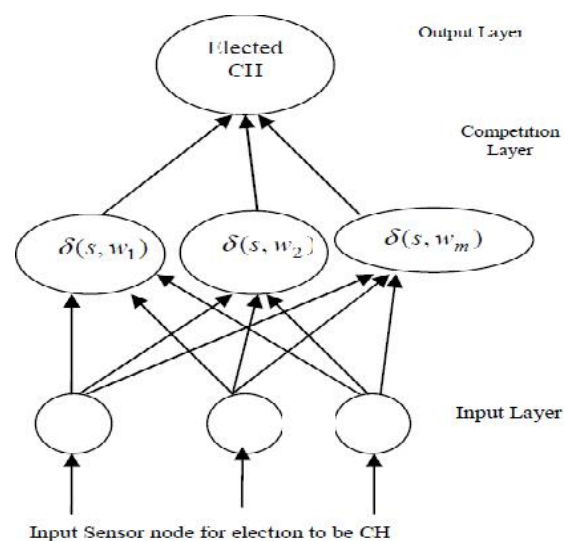 Output Layer
Elected
CH
Competition
Layer
δ(s, w₁)
δ(s, w₂)
δ(s, wₘ)
Input Layer
Input Sensor node for election to be CH